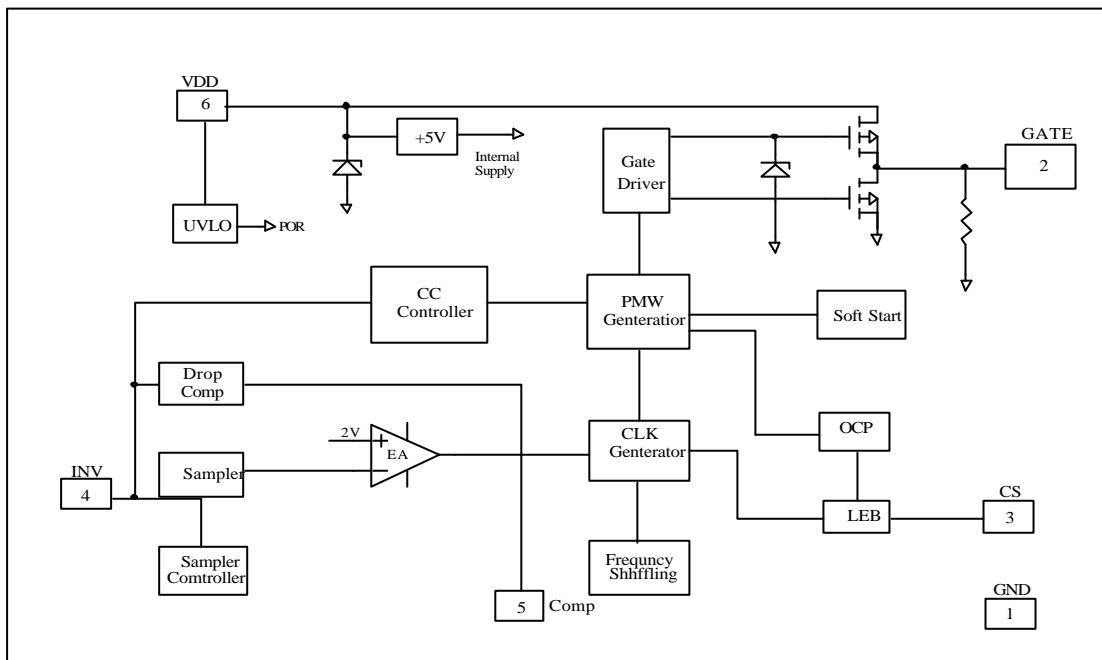 VDD
6
+5V
Internal
Supply
Gate
Driver
GATE
2
UVLO
POR
CC
Controller
PMW
Genteratior
Soft Start
Drop
Comp
2V
EA
CLK
Genterator
OCP
INV
4
Sampler
LEB
CS
3
Sampler
Comtroller
Frequncy
Shhffling
5
Comp
GND
1